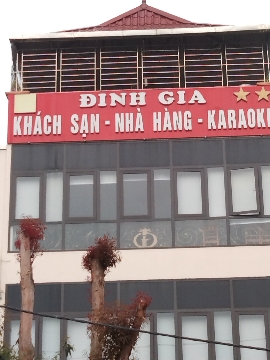 ĐINH GIA
KHÁCH SẠN - NHÀ HÀNG - KARAOKE